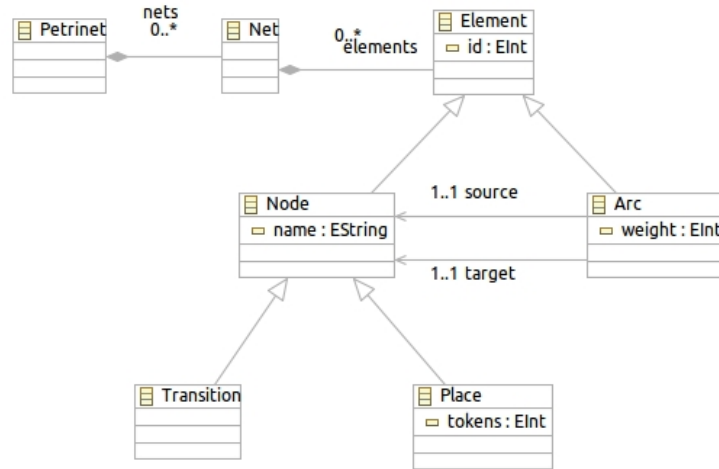 nets
0..*
Petrinet
Net
0..*
elements
Element
id : EInt
Node
name : EString
1..1 source
1..1 target
Arc
weight : EInt
Transition
Place
tokens : EInt